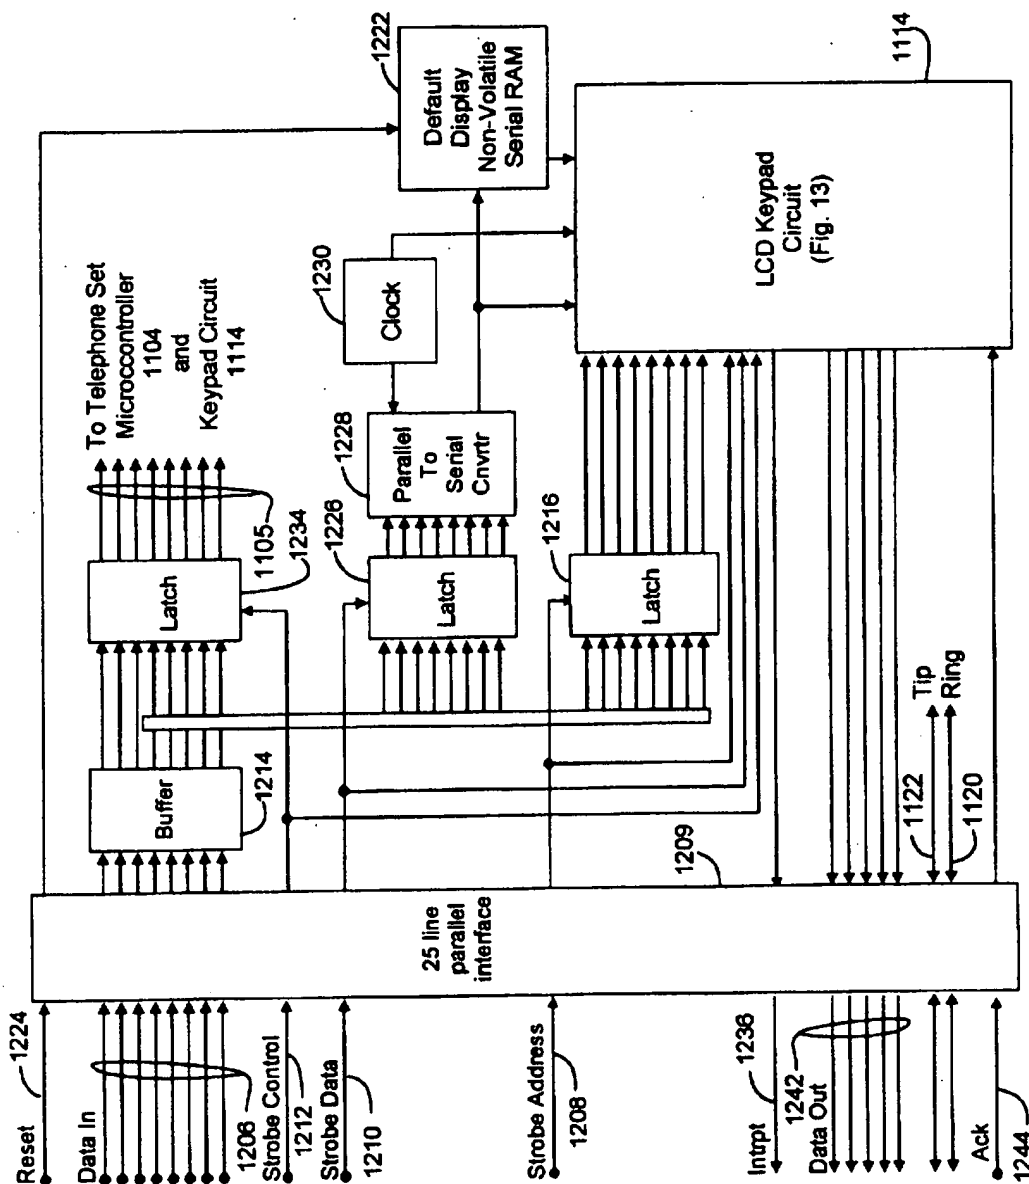 Reset
1224
Data In
1206
Strobe Control
1212
Strobe Data
1210
Strobe Address
1208
Intrpt
1236
1242
Data Out
Ack
1244
25 line
parallel
interface
1209
Buffer
1214
Latch
1234
1105
To Telephone Set
Microccontroller
1104
and
Keypad Circuit
1114
Latch
1226
Parallel
To
Serial
Cnvrtr
1228
Clock
1230
Default
Display
Non-Volatile
Serial RAM
1222
Latch
1216
LCD Keypad
Circuit
(Fig. 13)
1114
Tip
Ring
1122
1120